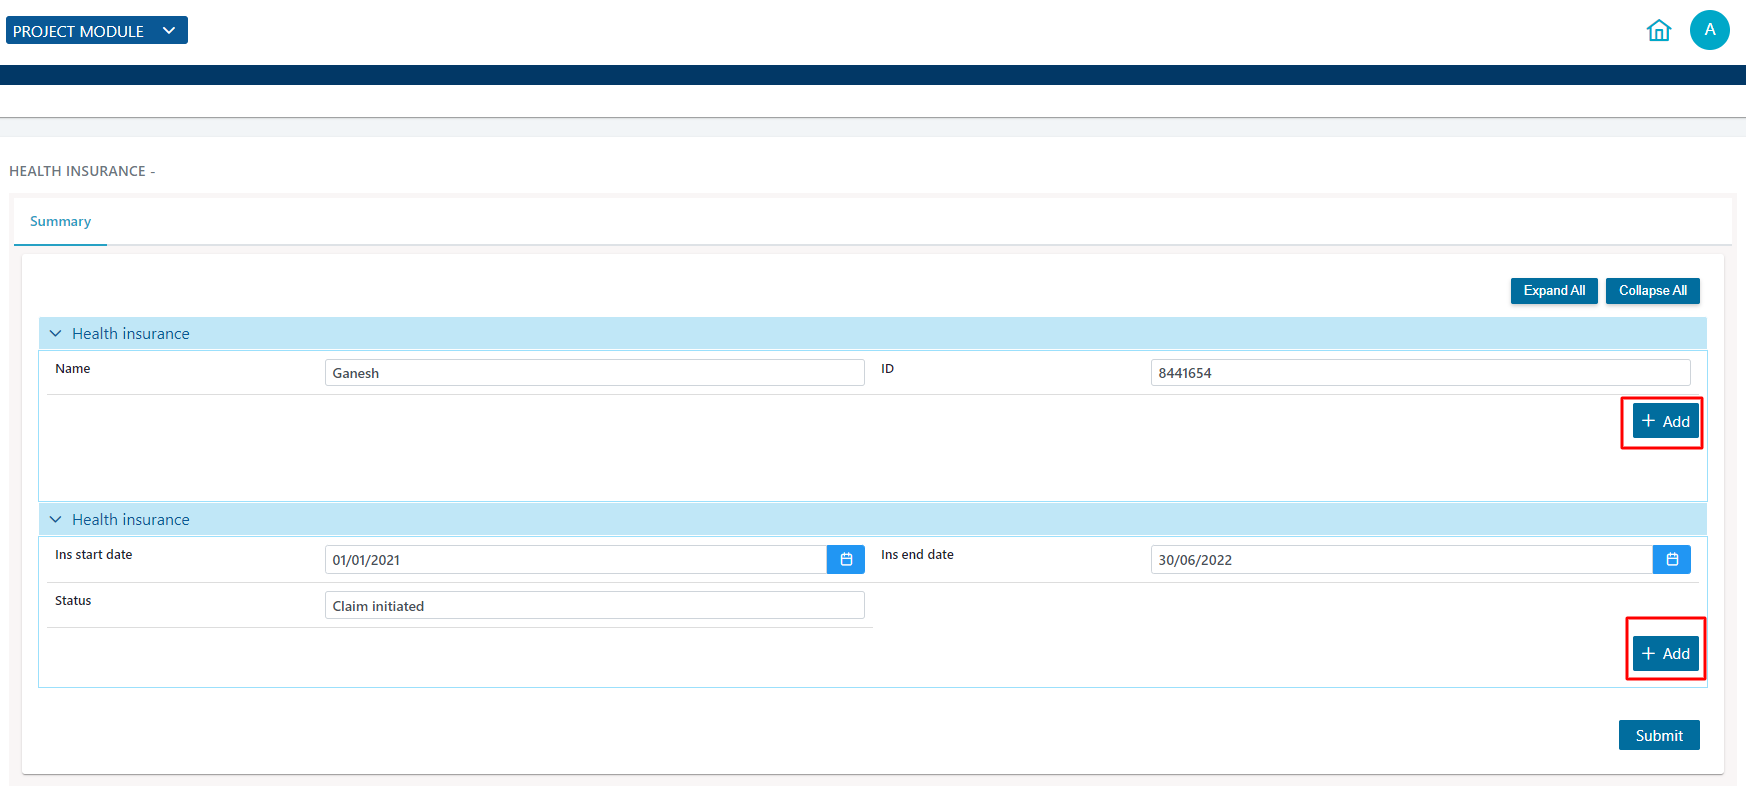 PROJECT MODULE
A
HEALTH INSURANCE -
Summary
Expand All Collapse All
Health insurance
Name Ganesh ID 8441654
+ Add
Health insurance
Ins start date 01/01/2021 Ins end date 30/06/2022
Status Claim initiated
+ Add
Submit